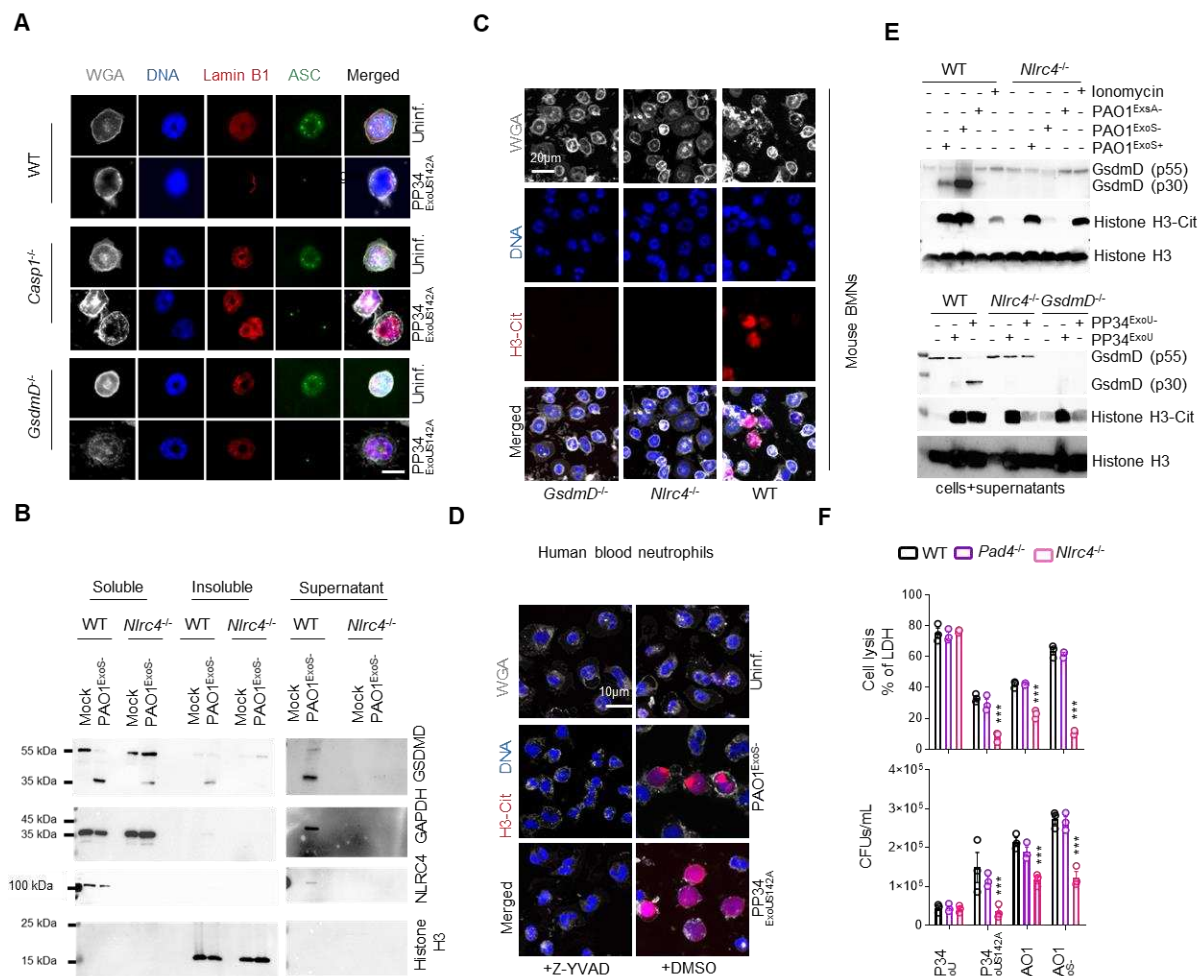 A
WGA DNA Lamin B1 ASC Merged
WT
Uninf.
PP34
ExoUS142A
Casp1-/-
Uninf.
PP34
ExoUS142A
GsdmD-/-
Uninf.
PP34
ExoUS142A
B
Soluble Insoluble Supernatant
WT Nlrc4-/- WT Nlrc4-/- WT Nlrc4-/-
Mock PAO1ExoS- Mock PAO1ExoS- Mock PAO1ExoS- Mock PAO1ExoS- Mock PAO1ExoS- Mock PAO1ExoS-
55 kDa
35 kDa
GSDMD
45 kDa
35 kDa
GAPDH
100 kDa
NLRC4
25 kDa
15 kDa
Histone
H3
C
WGA
20µm
DNA
H3-Cit
Merged
GsdmD-/- Nlrc4-/- WT
Mouse BMNs
D
Human blood neutrophils
WGA
10µm
Uninf.
H3-Cit DNA
PAO1ExoS-
Merged
PP34
ExoUS142A
+Z-YVAD +DMSO
E
WT Nlrc4-/-
- - - - + - - - - + Ionomycin
- - - + - - - - + - PAO1ExsA-
- - + - - - - + - - PAO1ExoS-
- + - - - - + - - - PAO1ExoS+
GsdmD (p55)
GsdmD (p30)
Histone H3-Cit
Histone H3
WT Nlrc4-/- GsdmD-/-
- - + - - + - - + PP34ExoU-
- + - - + - - + - PP34ExoU
GsdmD (p55)
GsdmD (p30)
Histone H3-Cit
Histone H3
cells+supernatants
F
WT Pad4-/- Nlrc4-/-
Cell lysis
% of LDH
100
80
60
40
20
0
*** *** ***
CFUs/mL
4×10⁵
3×10⁵
2×10⁵
1×10⁵
0
*** *** ***
P34
oU
P34
oUS142A
AO1
AO1
oS-